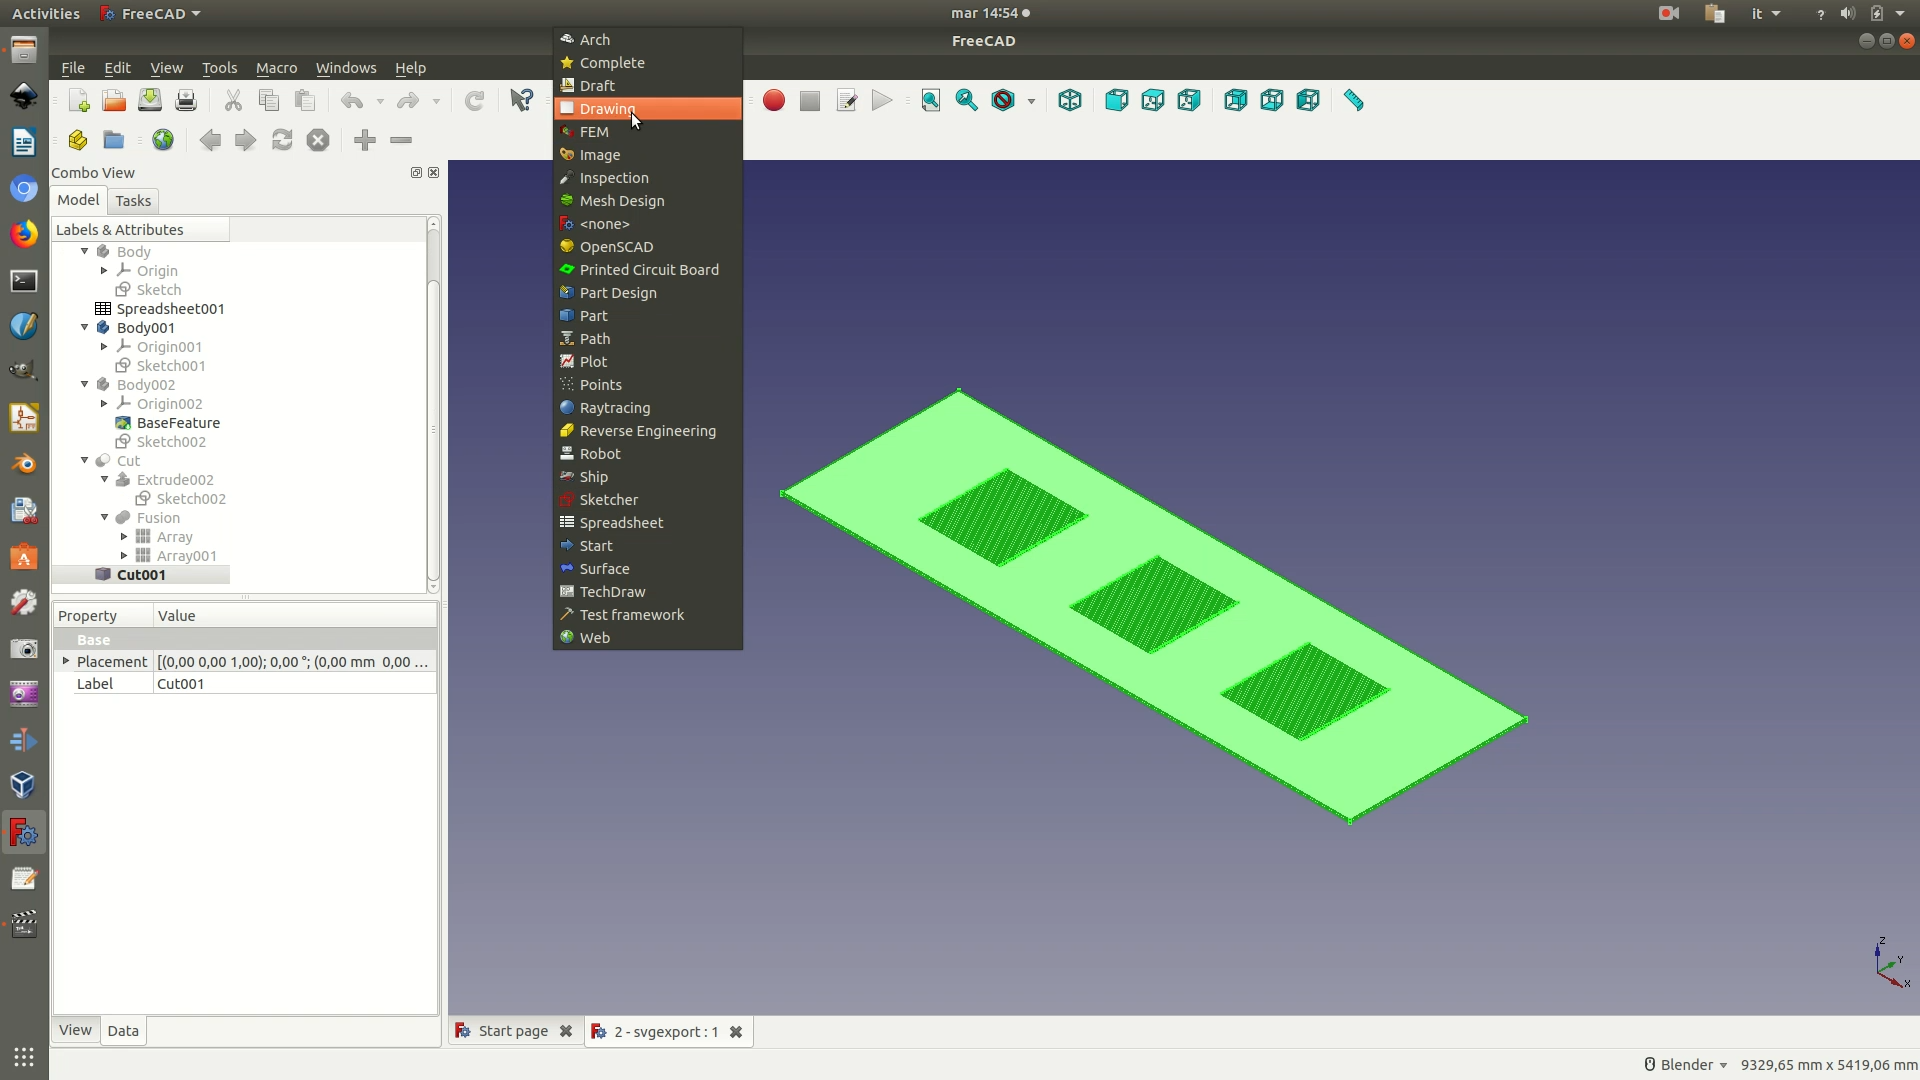 Activities FreeCAD mar 14:54 it ?
FreeCAD
File Edit View Tools Macro Windows Help
Arch
Complete
Draft
Drawing
FEM
Image
Inspection
Mesh Design
<none>
OpenSCAD
Printed Circuit Board
Part Design
Part
Path
Plot
Points
Raytracing
Reverse Engineering
Robot
Ship
Sketcher
Spreadsheet
Start
Surface
TechDraw
Test framework
Web
Combo View
Model Tasks
Labels & Attributes
Body
Origin
Sketch
Spreadsheet001
Body001
Origin001
Sketch001
Body002
Origin002
BaseFeature
Sketch002
Cut
Extrude002
Sketch002
Fusion
Array
Array001
Cut001
Property Value
Base
Placement [(0,00 0,00 1,00); 0,00 °; (0,00 mm 0,00 ...
Label Cut001
View Data
Z
Y
X
Start page 2 - svgexport : 1
Blender 9329,65 mm x 5419,06 mm